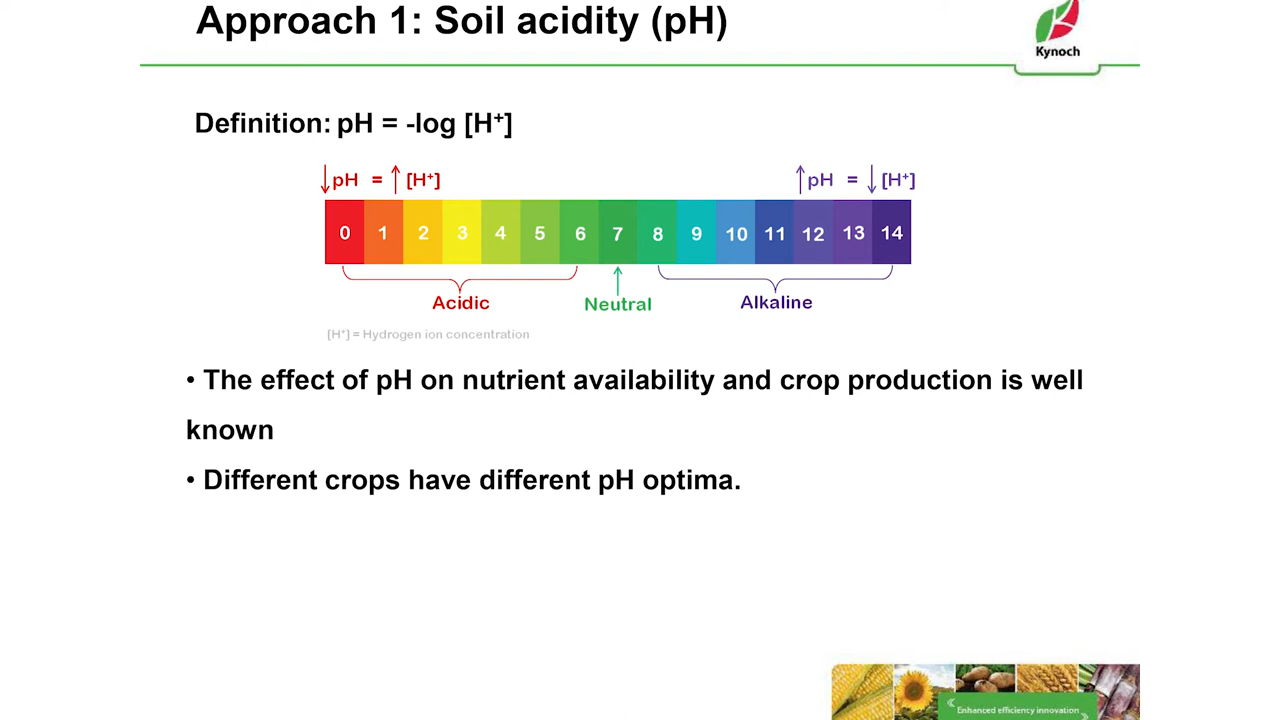 Approach 1: Soil acidity (pH)
Kynoch
Definition: pH = -log [H⁺]
↓pH = ↑ [H⁺]
↑pH = ↓ [H⁺]
0 1 2 3 4 5 6 7 8 9 10 11 12 13 14
Acidic
Neutral
Alkaline
[H⁺] = Hydrogen ion concentration
• The effect of pH on nutrient availability and crop production is well
known
• Different crops have different pH optima.
Enhanced efficiency innovation